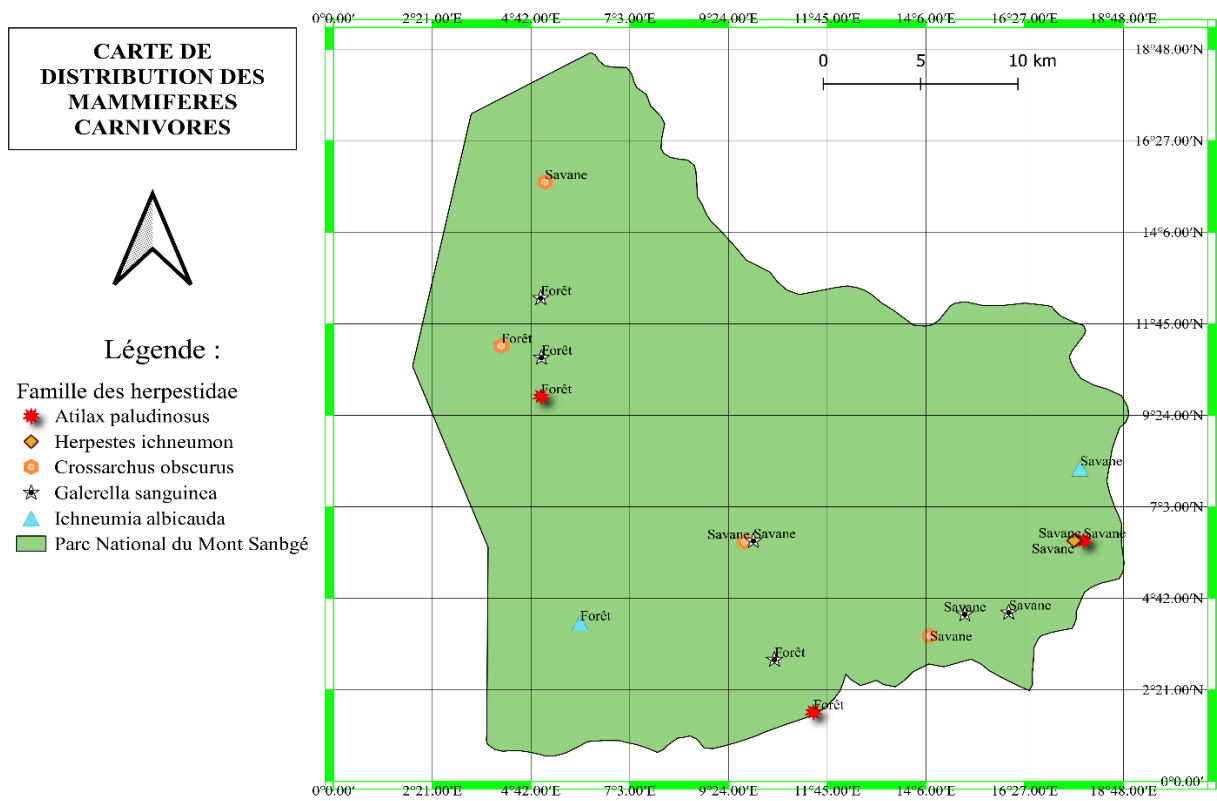 CARTE DE
DISTRIBUTION DES
MAMMIFERES
CARNIVORES
Légende :
Famille des herpestidae
Atilax paludinosus
Herpestes ichneumon
Crossarchus obscurus
Galerella sanguinea
Ichneumia albicauda
Parc National du Mont Sanbgé
0°0.00′E 2°21.00′E 4°42.00′E 7°3.00′E 9°24.00′E 11°45.00′E 14°6.00′E 16°27.00′E 18°48.00′E
0 5 10 km
18°48.00′N
16°27.00′N
Savane
14°6.00′N
Forêt
11°45.00′N
Forêt
Forêt
Forêt
9°24.00′N
Savane
7°3.00′N
Savane Savane
Savane Savane
Savane
4°42.00′N
Savane Savane
Forêt
Savane
Forêt
2°21.00′N
Forêt
0°0.00′N
0°0.00′E 2°21.00′E 4°42.00′E 7°3.00′E 9°24.00′E 11°45.00′E 14°6.00′E 16°27.00′E 18°48.00′E